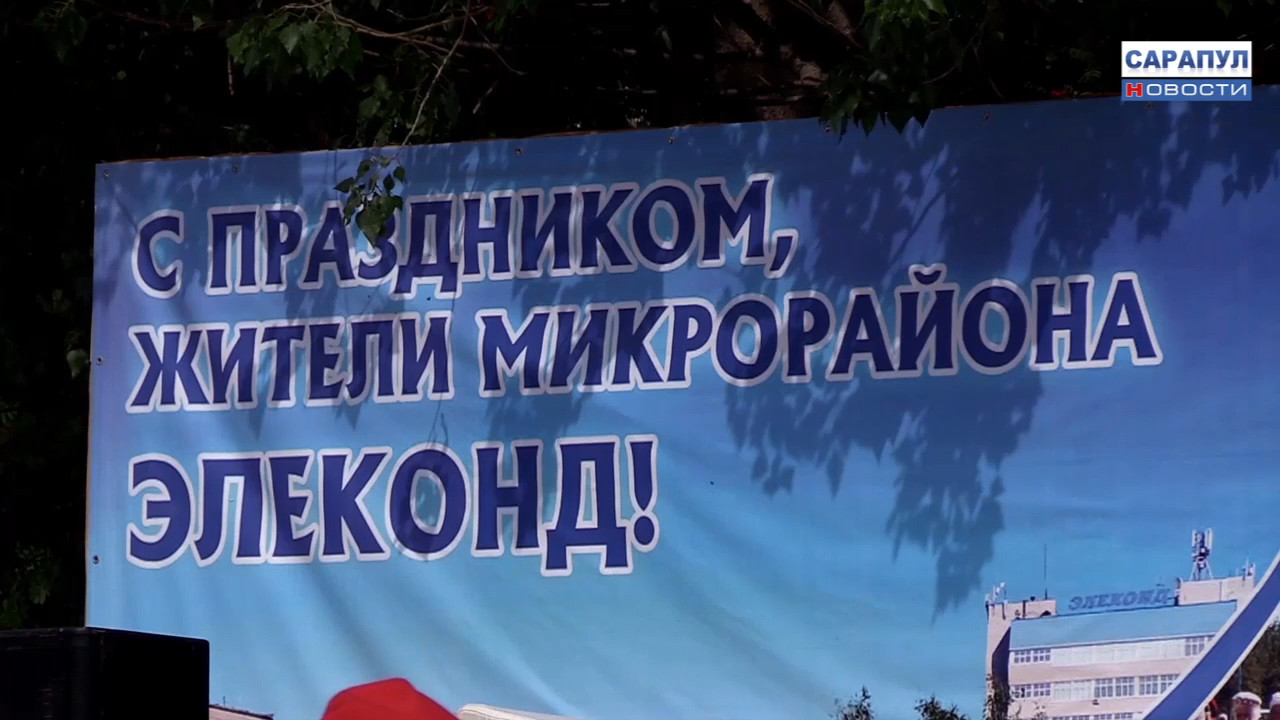 САРАПУЛ
НОВОСТИ
С ПРАЗДНИКОМ,
ЖИТЕЛИ МИКРОРАЙОНА
ЭЛЕКОНД!
ЭЛЕКОНД